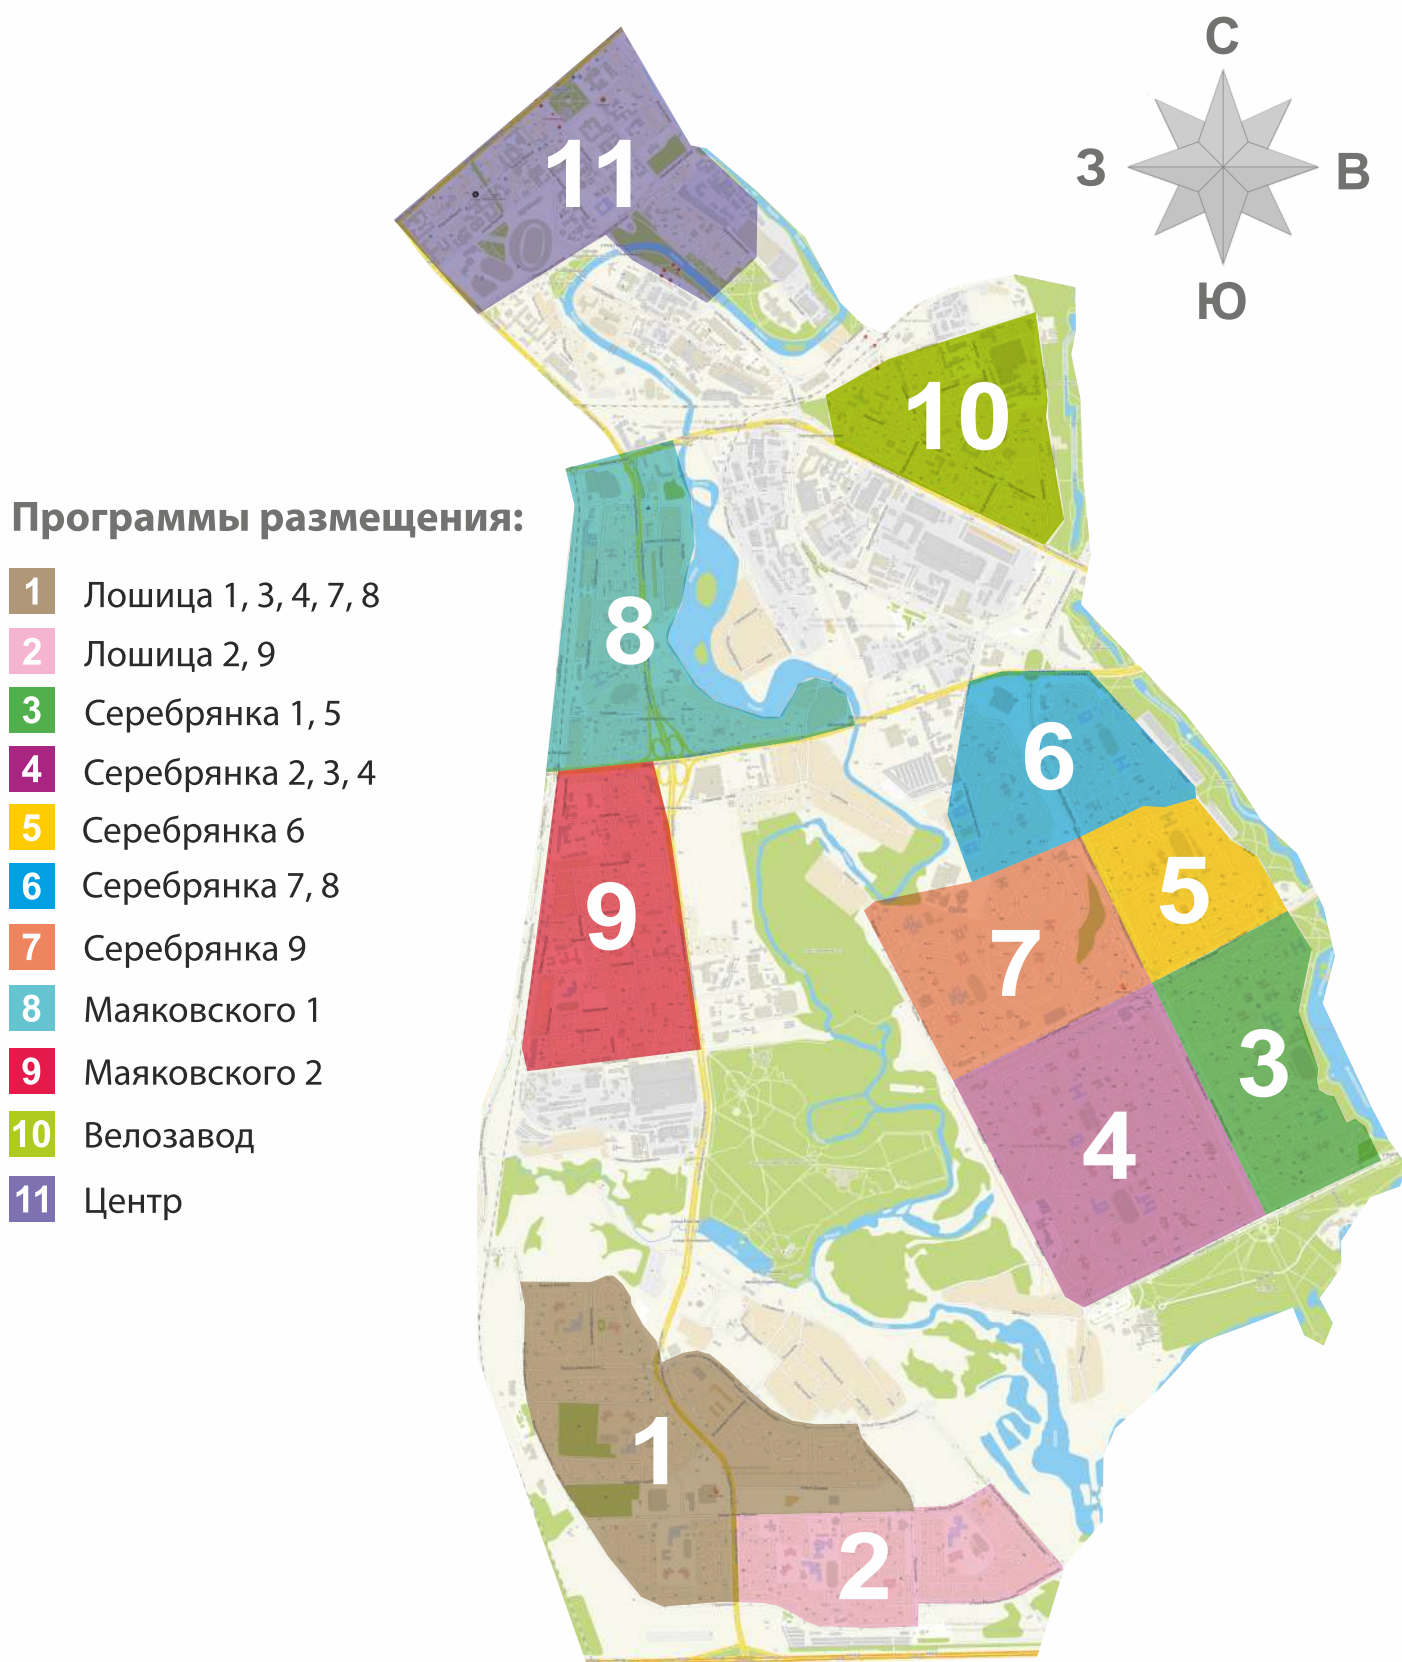 С
З
В
Ю
11
10
8
6
9
5
7
3
4
1
2
Программы размещения:
1 Лошица 1, 3, 4, 7, 8
2 Лошица 2, 9
3 Серебрянка 1, 5
4 Серебрянка 2, 3, 4
5 Серебрянка 6
6 Серебрянка 7, 8
7 Серебрянка 9
8 Маяковского 1
9 Маяковского 2
10 Велозавод
11 Центр